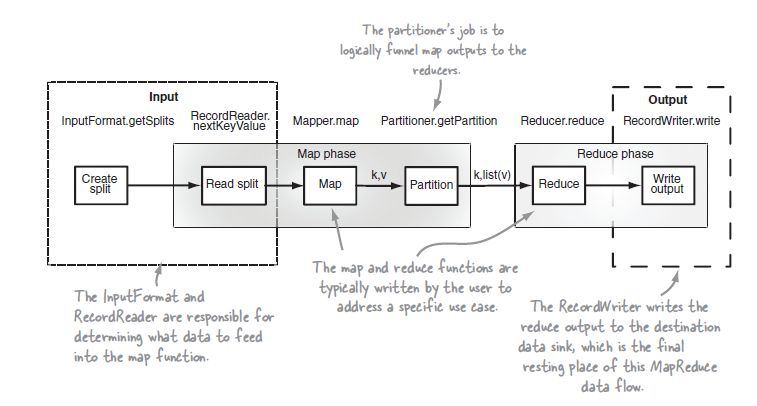 The partitioner's job is to
logically funnel map outputs to the
reducers.
Input
Output
InputFormat.getSplits
RecordReader.
nextKeyValue
Mapper.map
Partitioner.getPartition
Reducer.reduce
RecordWriter.write
Map phase
Reduce phase
Create
split
Read split
Map
k,v
Partition
k,list(v)
Reduce
Write
output
The InputFormat and
RecordReader are responsible for
determining what data to feed
into the map function.
The map and reduce functions are
typically written by the user to
address a specific use case.
The RecordWriter writes the
reduce output to the destination
data sink, which is the final
resting place of this MapReduce
data flow.